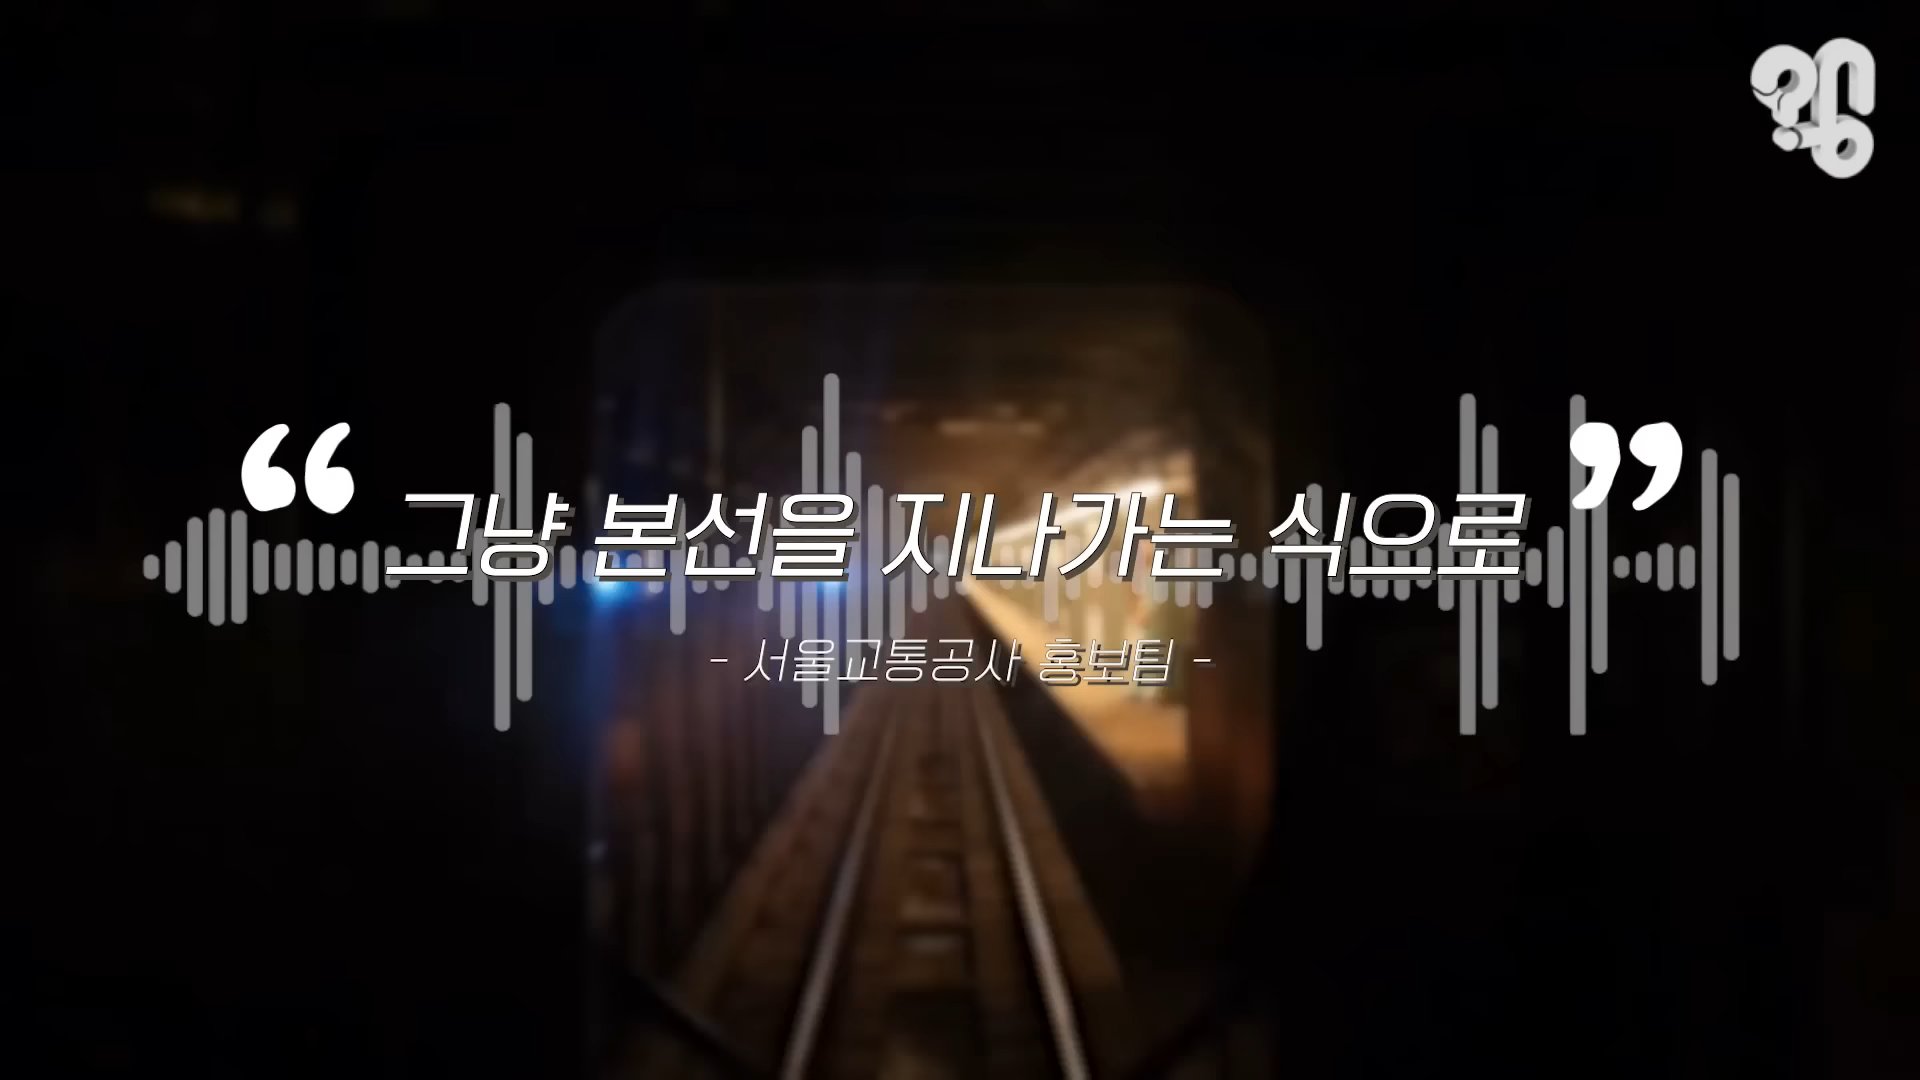 “그냥 본선을 지나가는 식으로”
- 서울교통공사 홍보팀 -